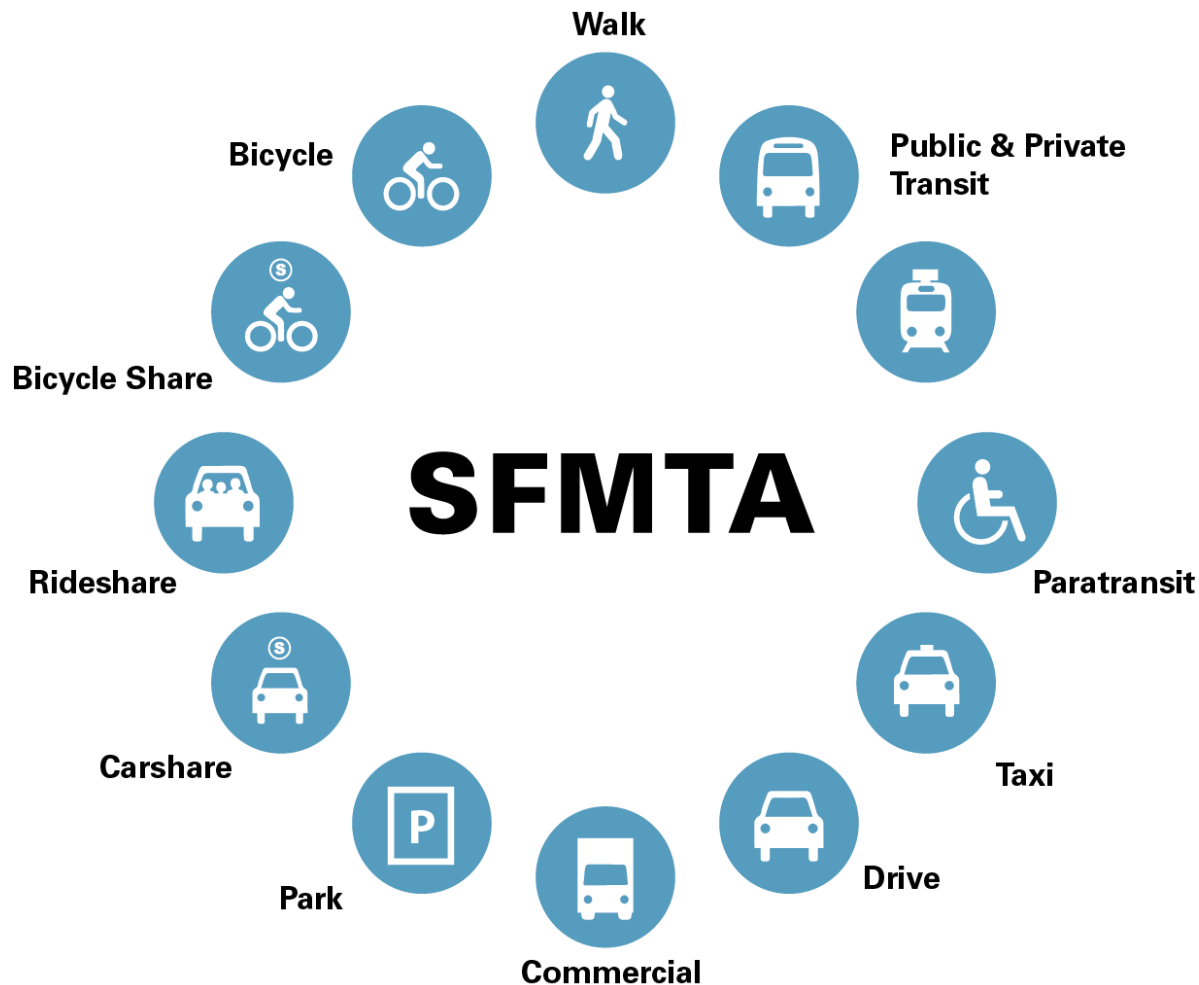 Walk
Bicycle
Public & Private
Transit
S
Bicycle Share
SFMTA
Rideshare
Paratransit
S
Carshare
Taxi
P
Park
Drive
Commercial